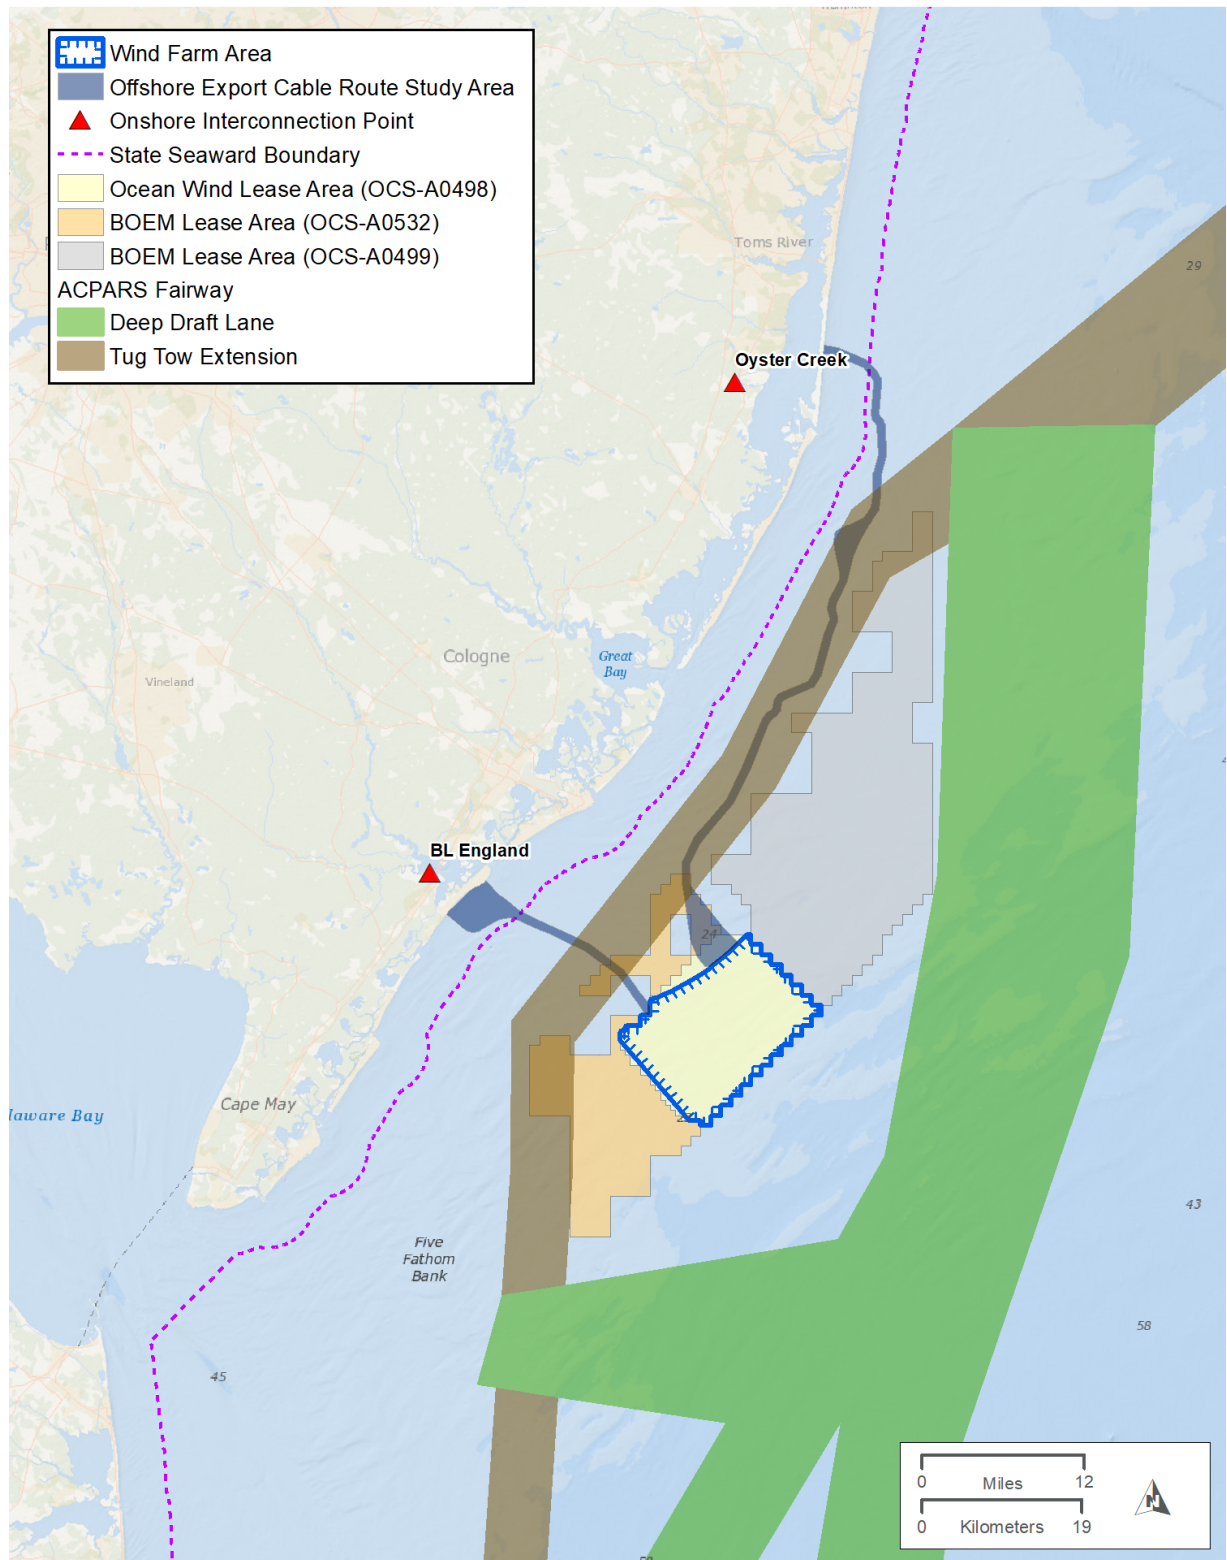 Wind Farm Area
Offshore Export Cable Route Study Area
Onshore Interconnection Point
State Seaward Boundary
Ocean Wind Lease Area (OCS-A0498)
BOEM Lease Area (OCS-A0532)
BOEM Lease Area (OCS-A0499)
ACPARS Fairway
Deep Draft Lane
Tug Tow Extension
Toms River
29
Oyster Creek
Cologne
Great
Bay
Vineland
BL England
24
Cape May
laware Bay
43
Five
Fathom
Bank
58
45
0 Miles 12
0 Kilometers 19
N